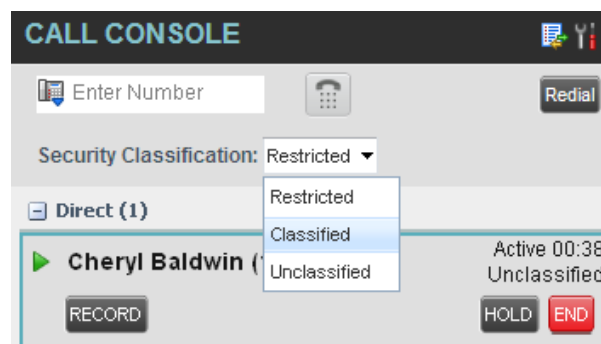 CALL CONSOLE
Enter Number
Redial
Security Classification: Restricted
Restricted
Direct (1)
Classified
Cheryl Baldwin (
Active 00:38
Unclassified
Unclassified
RECORD
HOLD END